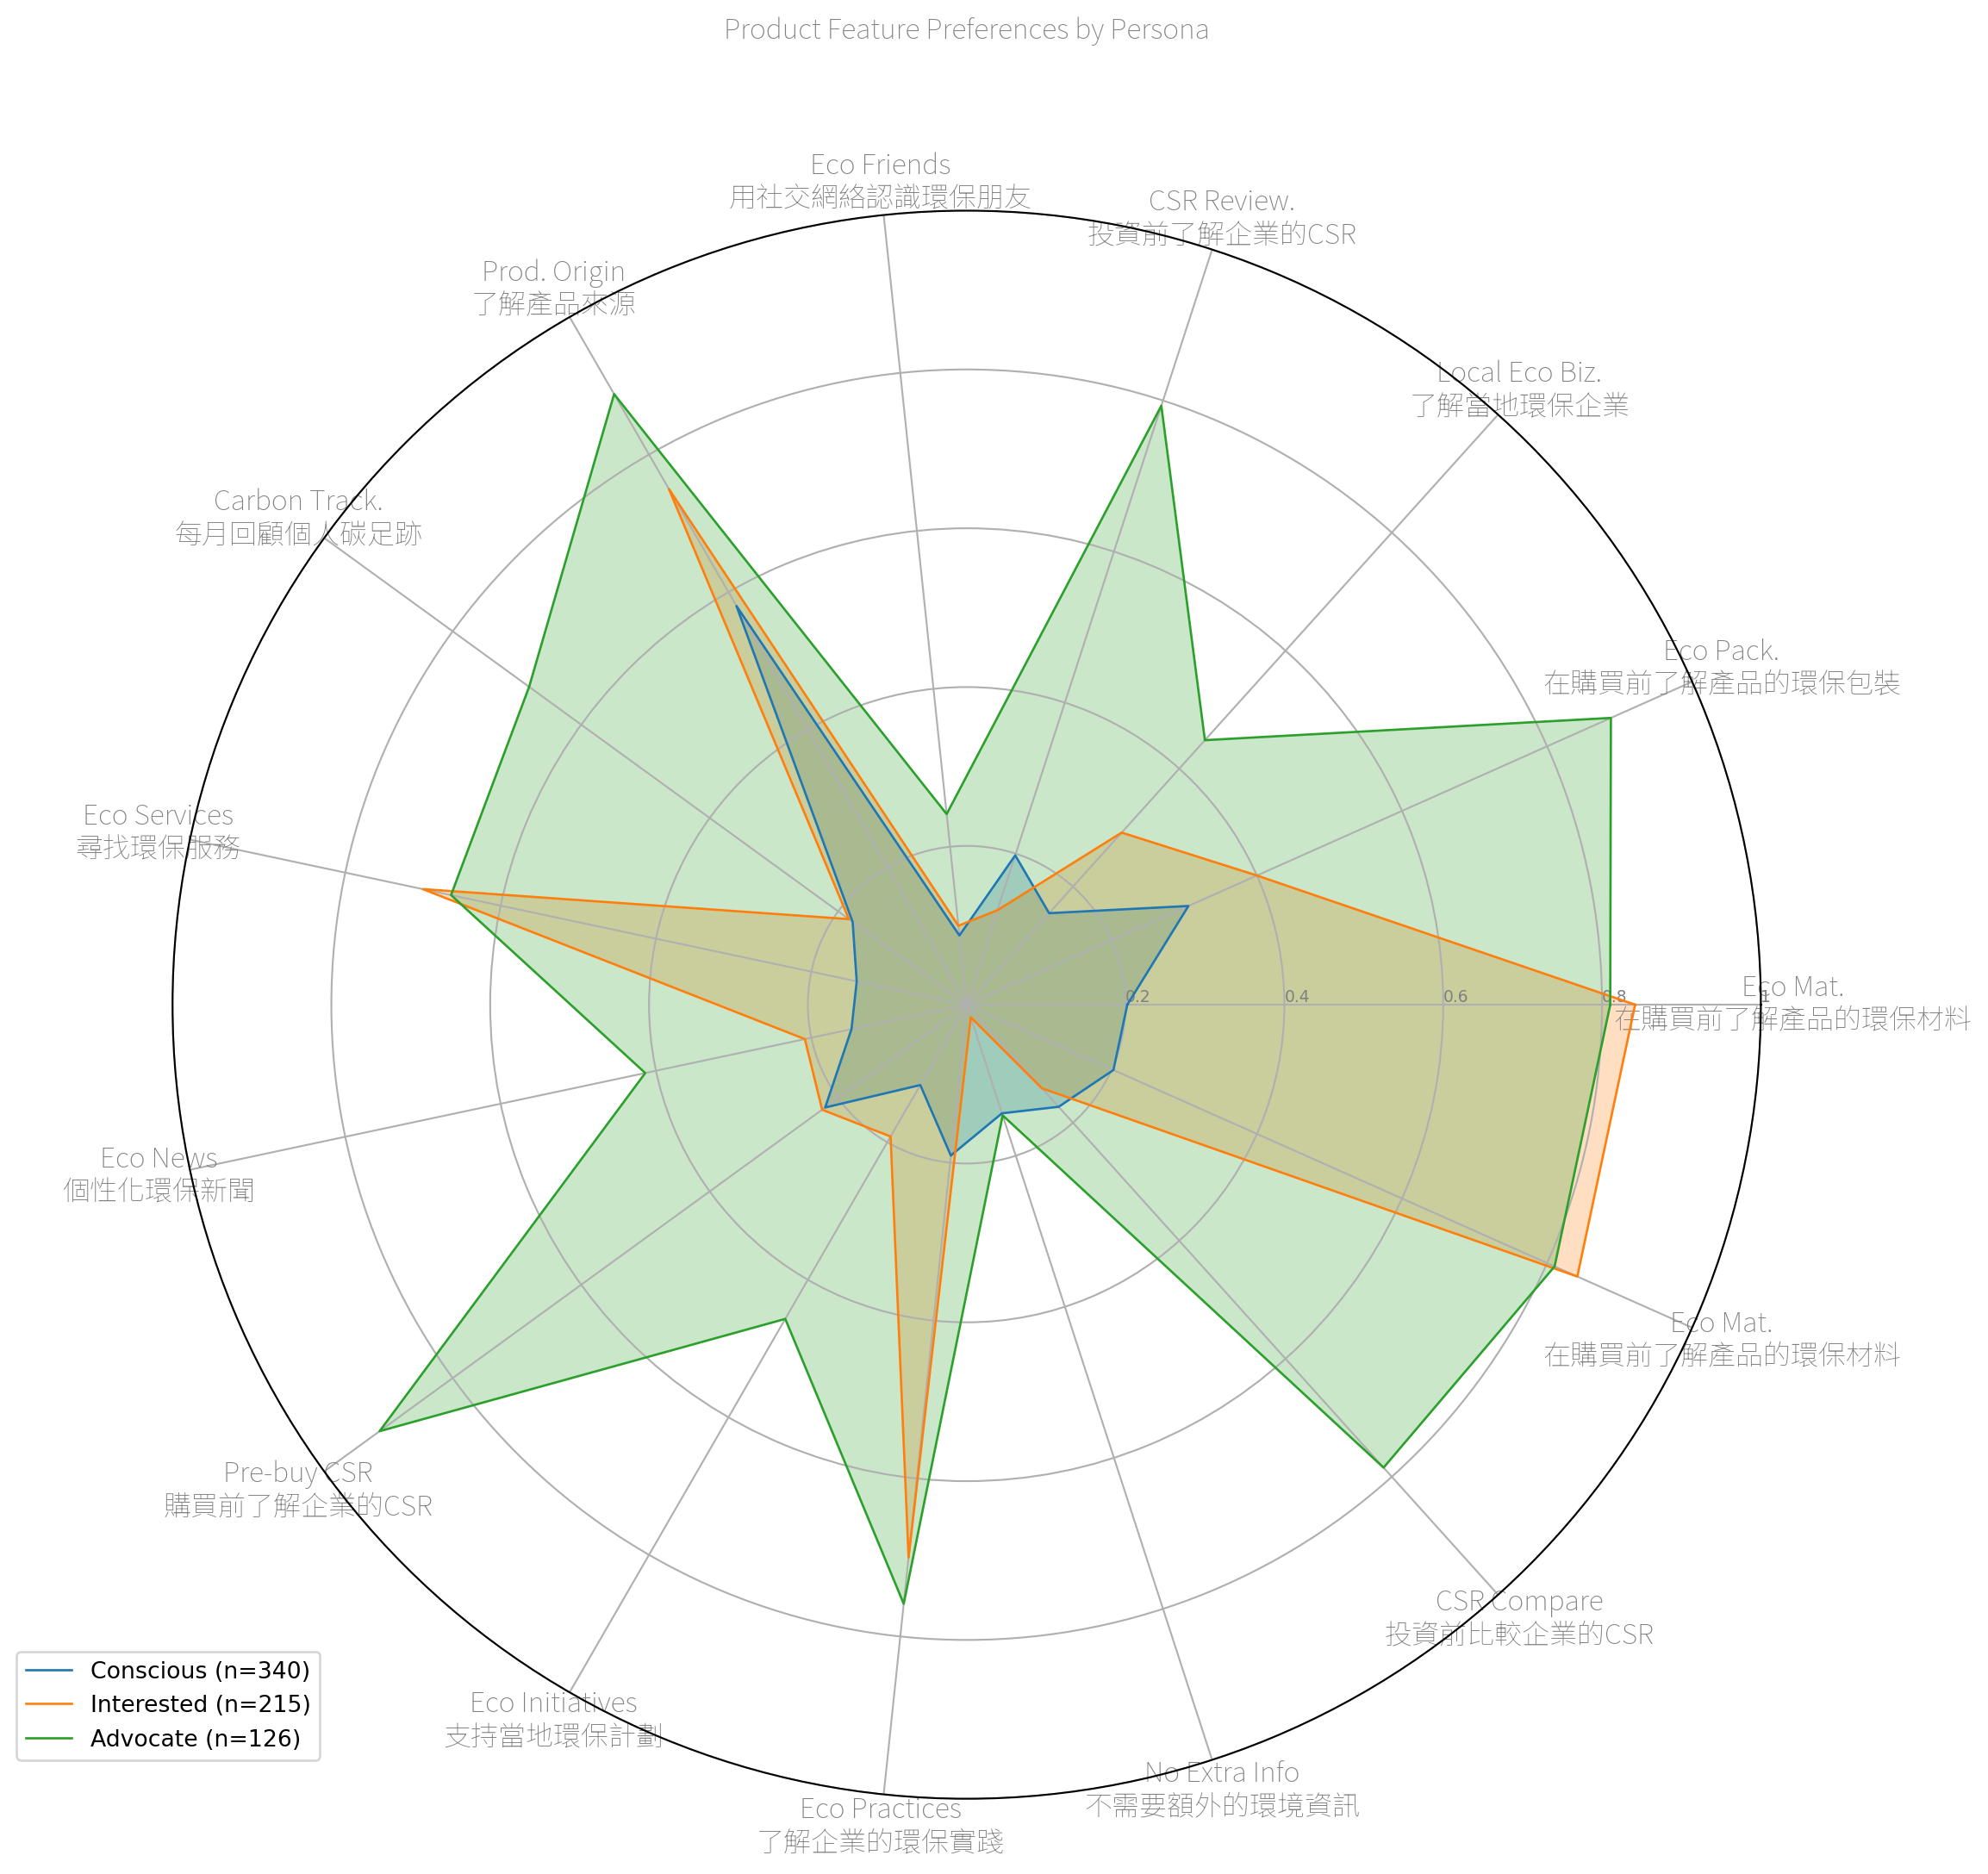 Product Feature Preferences by Persona
Eco Friends
用社交網絡認識環保朋友
CSR Review.
投資前了解企業的CSR
Prod. Origin
了解產品來源
Local Eco Biz.
了解當地環保企業
Carbon Track.
每月回顧個人碳足跡
Eco Pack.
在購買前了解產品的環保包裝
Eco Services
尋找環保服務
0.2
0.4
0.6
0.8
1
Eco Mat.
在購買前了解產品的環保材料
Eco News
個性化環保新聞
Eco Mat.
在購買前了解產品的環保材料
Pre-buy CSR
購買前了解企業的CSR
CSR Compare
投資前比較企業的CSR
Eco Initiatives
支持當地環保計劃
No Extra Info
不需要額外的環境資訊
Eco Practices
了解企業的環保實踐
Conscious (n=340)
Interested (n=215)
Advocate (n=126)